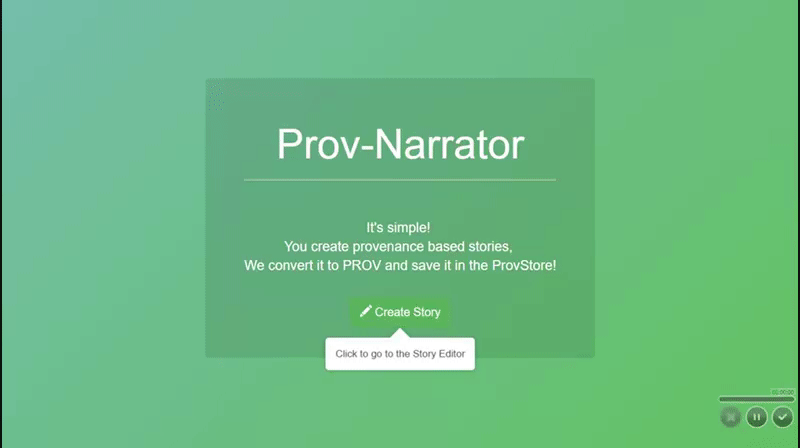 Prov-Narrator
It's simple!
You create provenance based stories,
We convert it to PROV and save it in the ProvStore!
Create Story
Click to go to the Story Editor